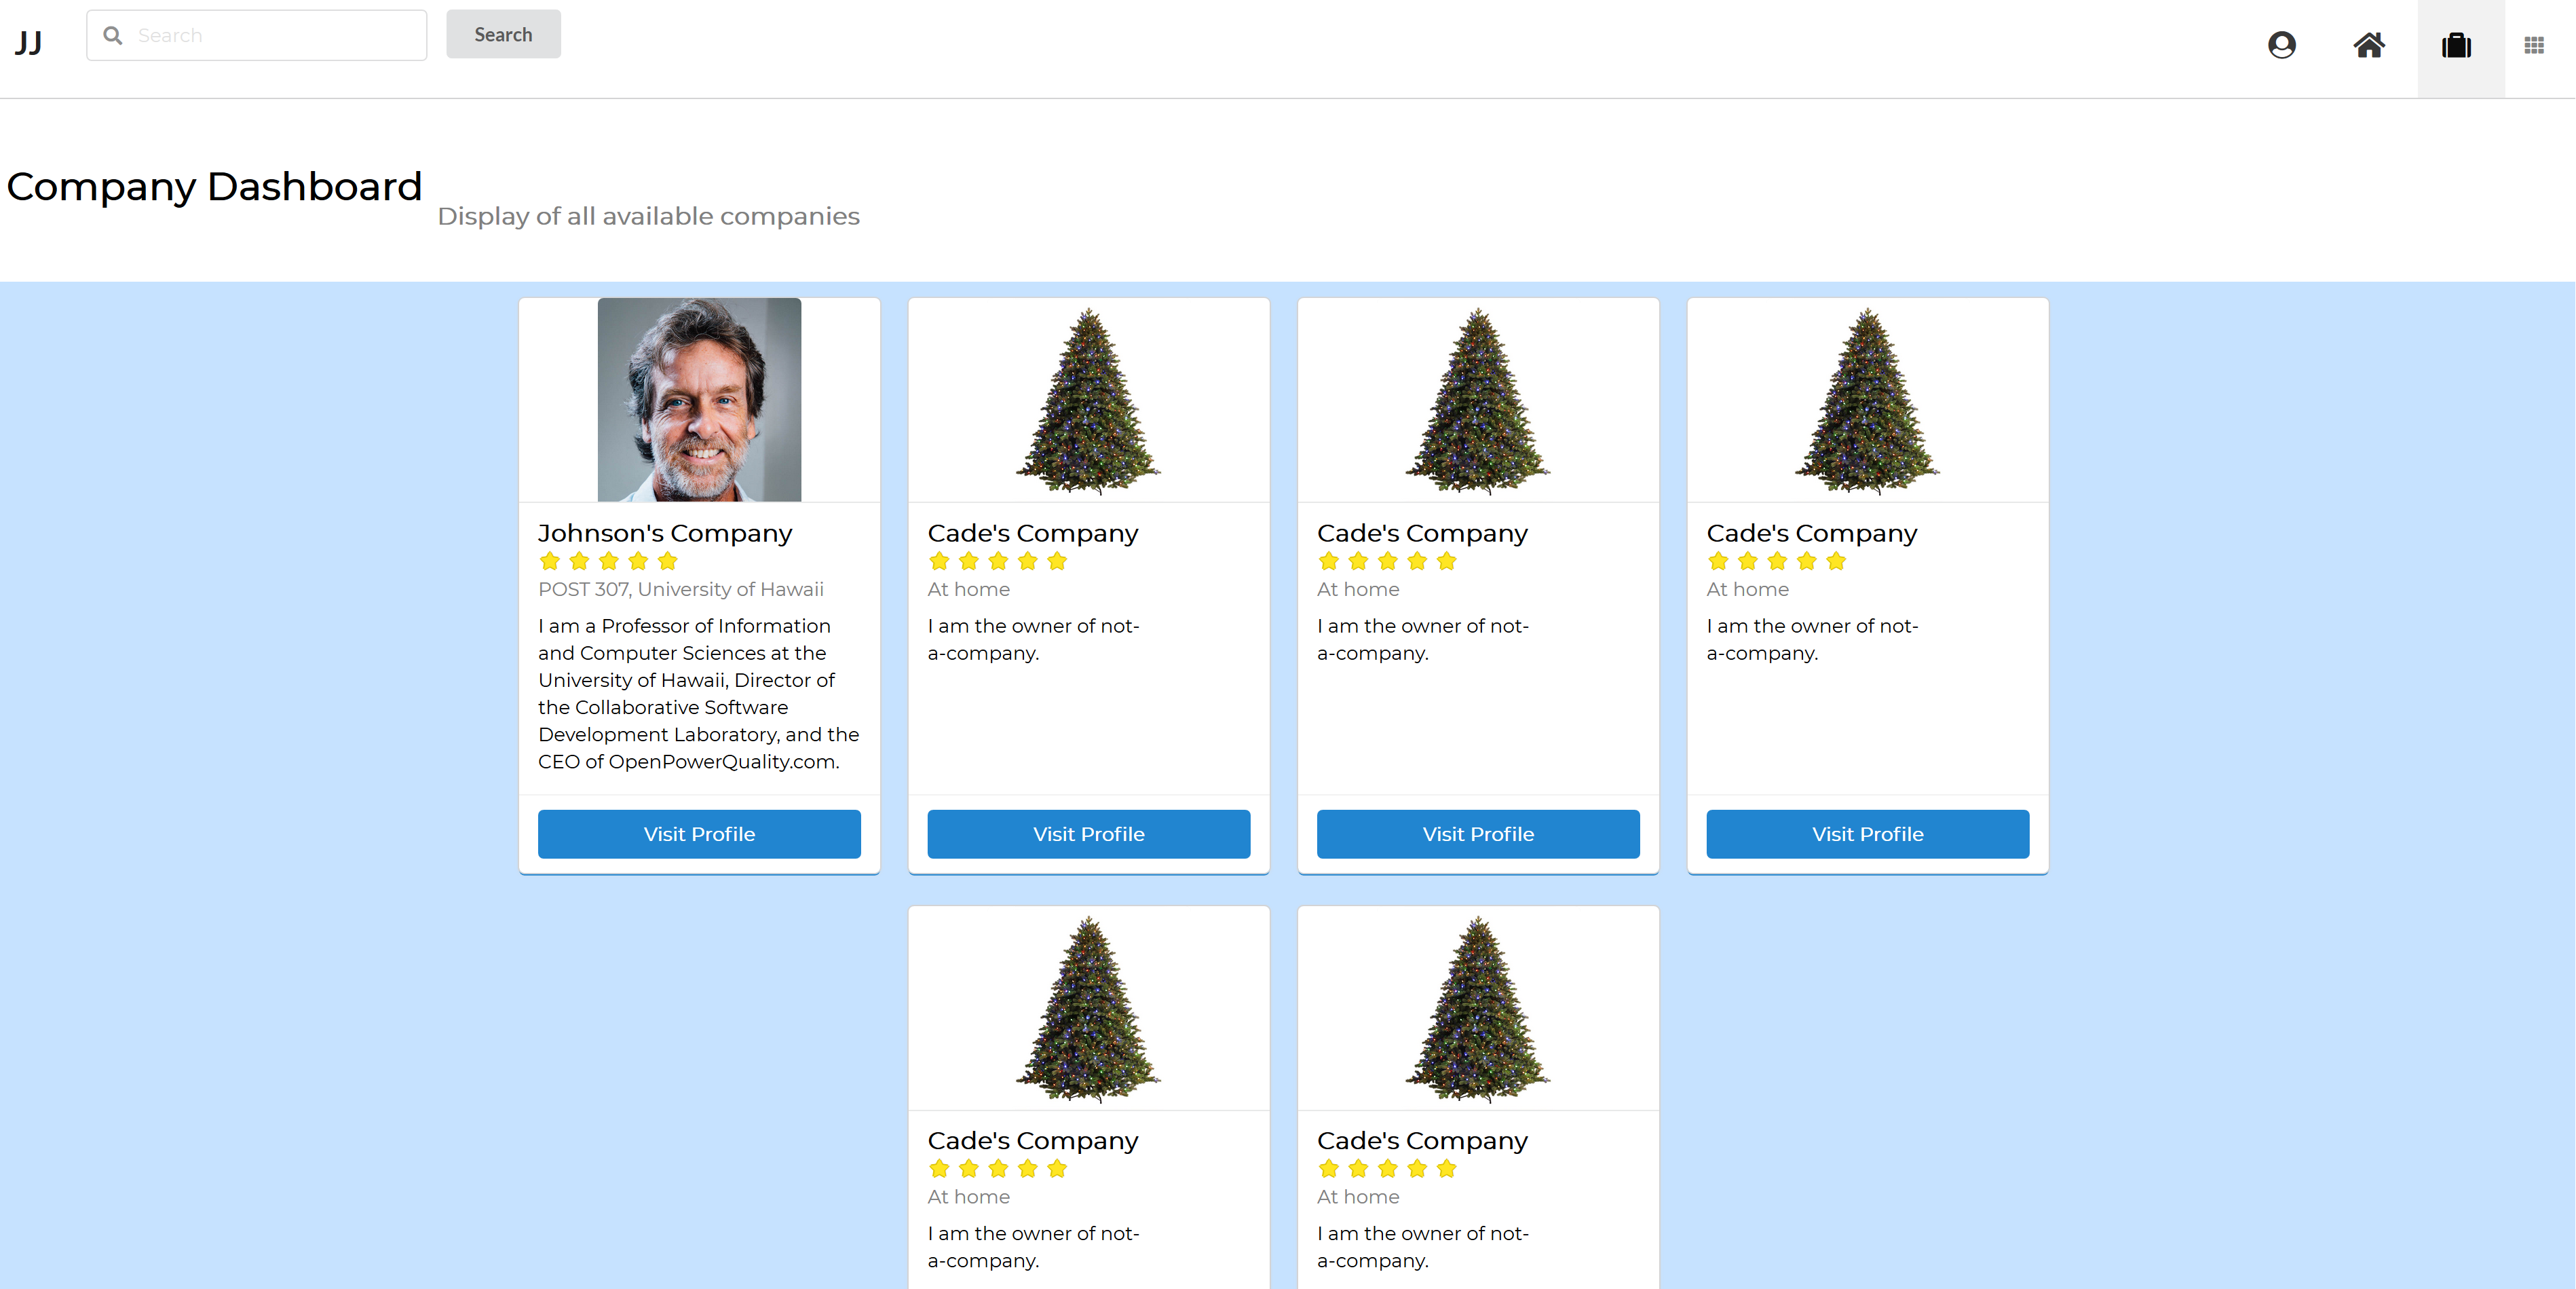 JJ
Search
Search
Company Dashboard
Display of all available companies
Johnson's Company
POST 307, University of Hawaii
I am a Professor of Information
and Computer Sciences at the
University of Hawaii, Director of
the Collaborative Software
Development Laboratory, and the
CEO of OpenPowerQuality.com.
Visit Profile
Cade's Company
At home
I am the owner of not-
a-company.
Visit Profile
Cade's Company
At home
I am the owner of not-
a-company.
Visit Profile
Cade's Company
At home
I am the owner of not-
a-company.
Visit Profile
Cade's Company
At home
I am the owner of not-
a-company.
Cade's Company
At home
I am the owner of not-
a-company.